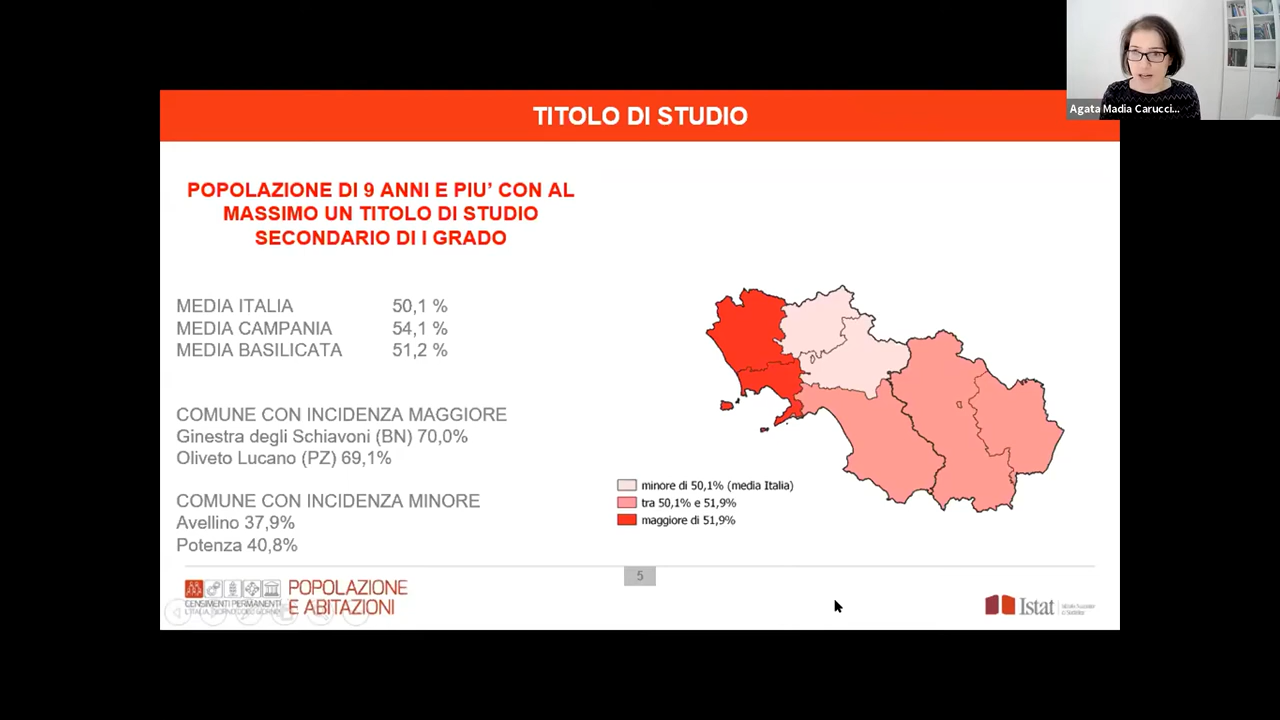 Agata Madia Carucci...
TITOLO DI STUDIO
POPOLAZIONE DI 9 ANNI E PIU' CON AL
MASSIMO UN TITOLO DI STUDIO
SECONDARIO DI I GRADO
MEDIA ITALIA 50,1 %
MEDIA CAMPANIA 54,1 %
MEDIA BASILICATA 51,2 %
COMUNE CON INCIDENZA MAGGIORE
Ginestra degli Schiavoni (BN) 70,0%
Oliveto Lucano (PZ) 69,1%
COMUNE CON INCIDENZA MINORE
Avellino 37,9%
Potenza 40,8%
minore di 50,1% (media Italia)
tra 50,1% e 51,9%
maggiore di 51,9%
5
CENSIMENTI PERMANENTI
POPOLAZIONE
E ABITAZIONI
Istat